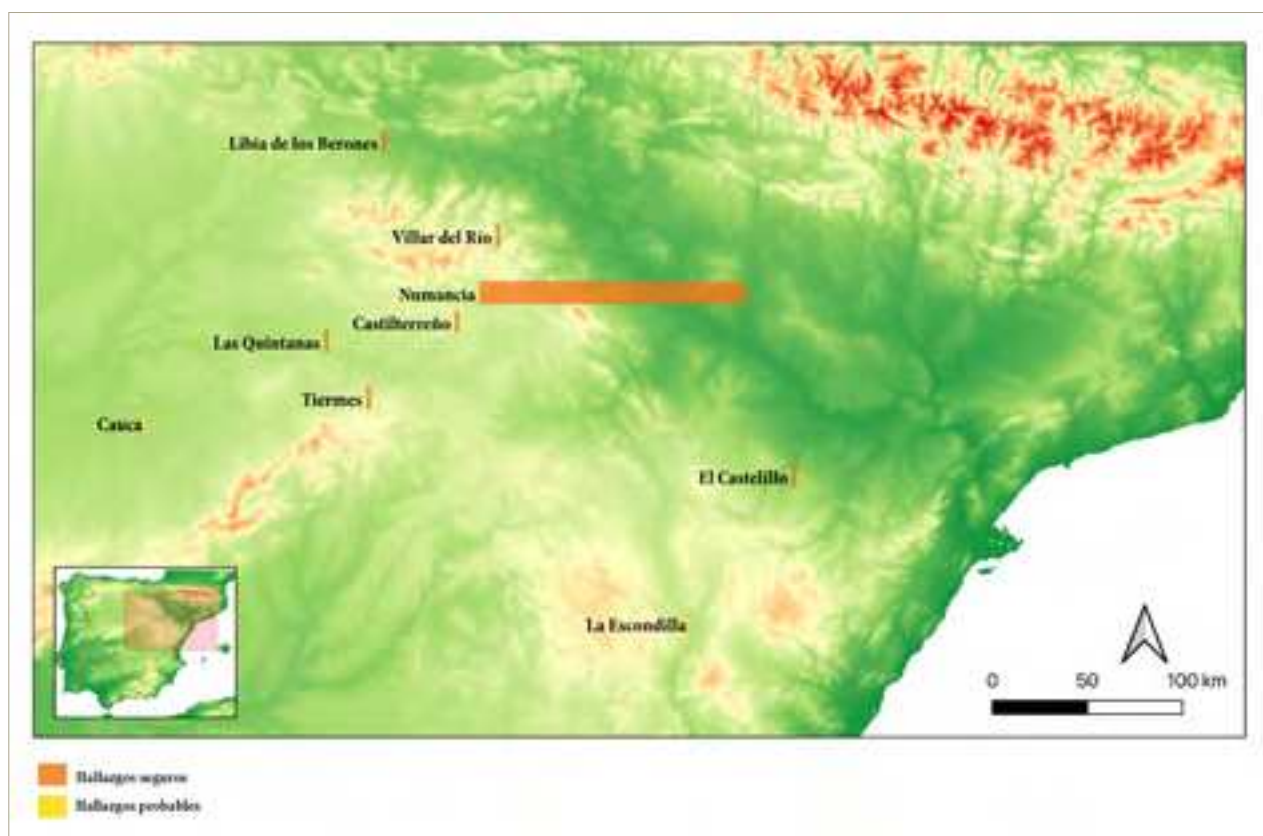 Libia de los Berones
Villar del Río
Numancia
Castilterreño
Las Quintanas
Tiermes
Cauca
El Castelillo
La Escondilla
0 50 100 km
Hallazgos seguros
Hallazgos probables